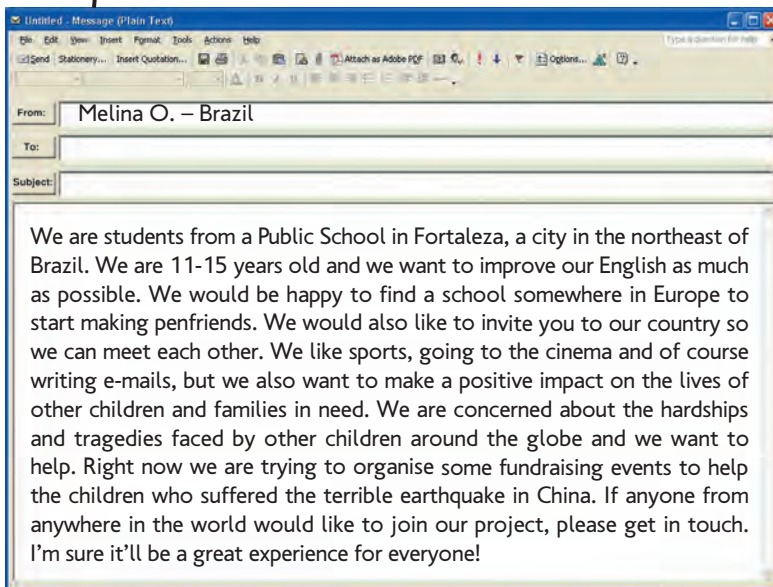 Untitled - Message (Plain Text)
File Edit View Insert Format Tools Actions Help Type a question for help
Send Stationery... Insert Quotation... Attach as Adobe PDF Options...
From: Melina O. – Brazil
To:
Subject:
We are students from a Public School in Fortaleza, a city in the northeast of
Brazil. We are 11-15 years old and we want to improve our English as much
as possible. We would be happy to find a school somewhere in Europe to
start making penfriends. We would also like to invite you to our country so
we can meet each other. We like sports, going to the cinema and of course
writing e-mails, but we also want to make a positive impact on the lives of
other children and families in need. We are concerned about the hardships
and tragedies faced by other children around the globe and we want to
help. Right now we are trying to organise some fundraising events to help
the children who suffered the terrible earthquake in China. If anyone from
anywhere in the world would like to join our project, please get in touch.
I'm sure it'll be a great experience for everyone!